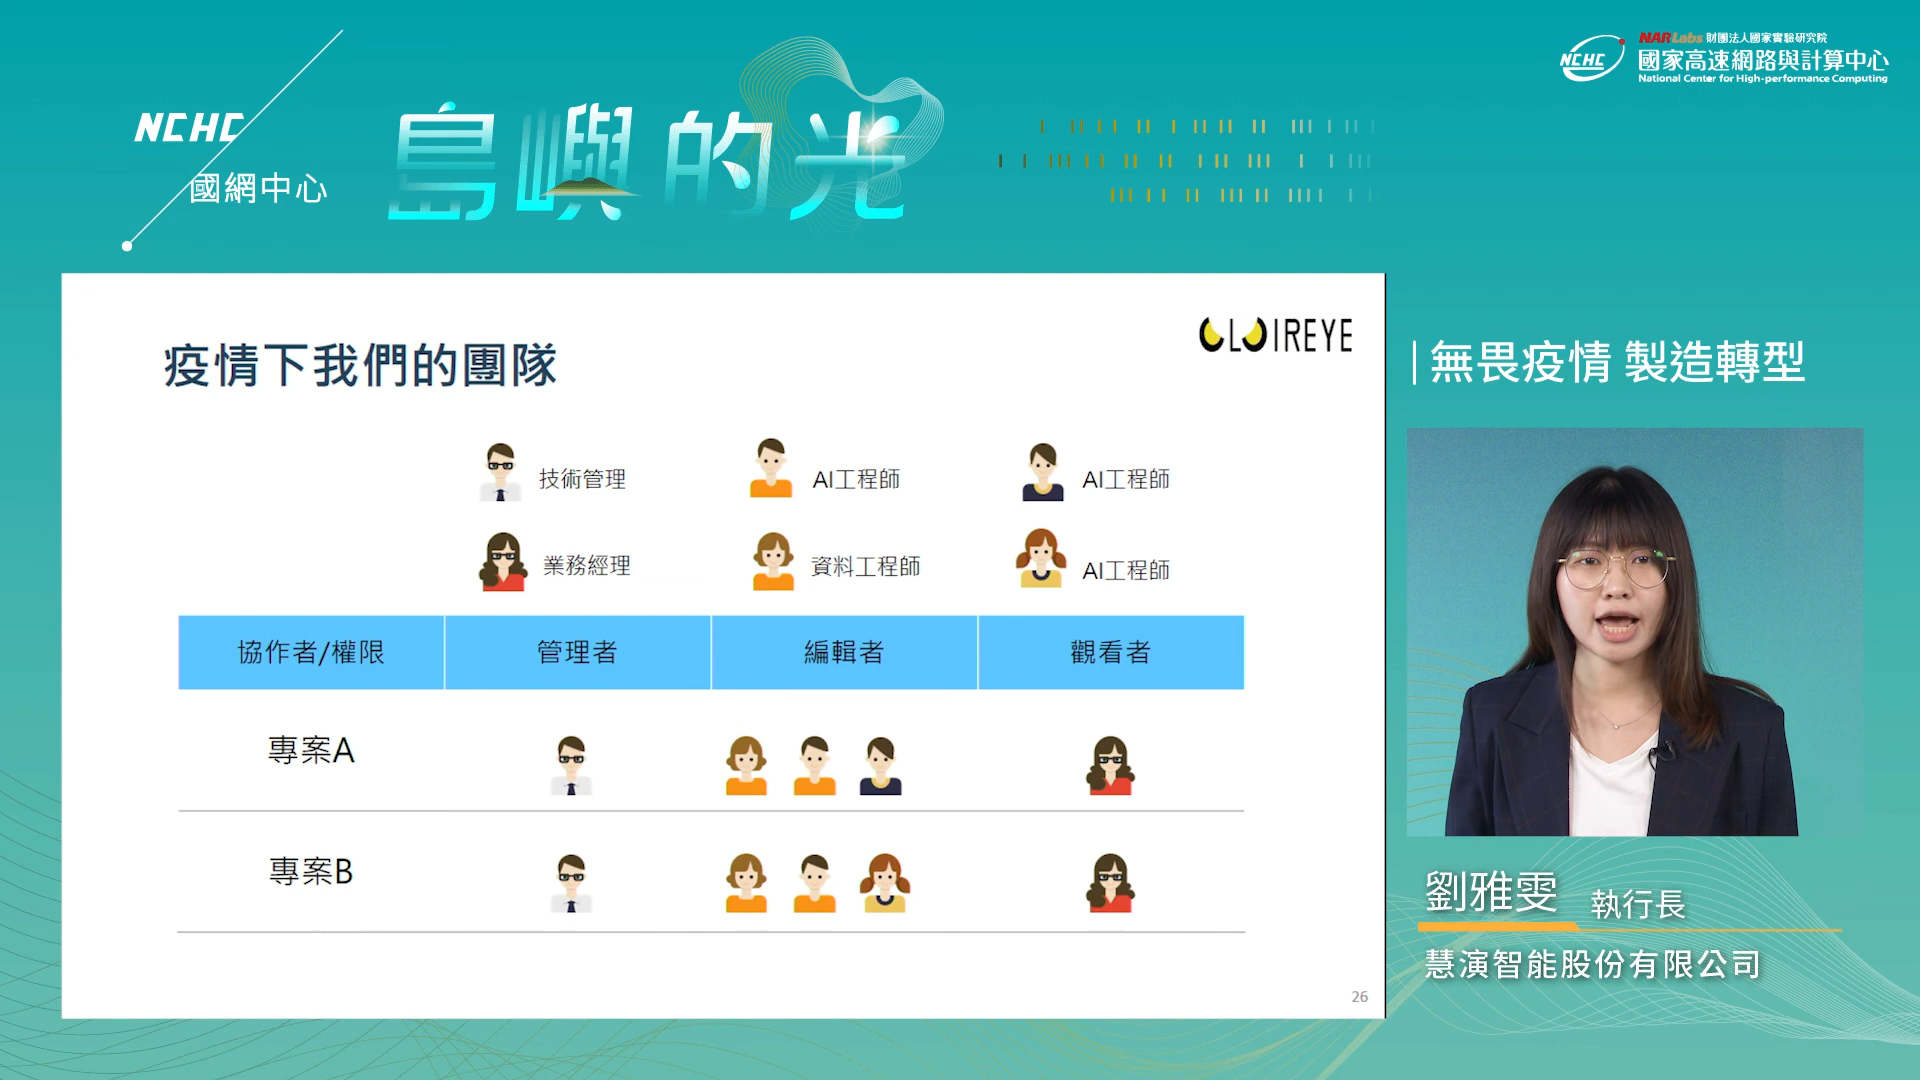 NCHC
國網中心
島嶼的光
NCHC
NARLabs 財團法人國家實驗研究院
國家高速網路與計算中心
National Center for High-performance Computing
疫情下我們的團隊
CLOIREYE
技術管理
AI工程師
AI工程師
業務經理
資料工程師
AI工程師
協作者/權限
管理者
編輯者
觀看者
專案A
專案B
26
無畏疫情 製造轉型
劉雅雯 執行長
慧演智能股份有限公司